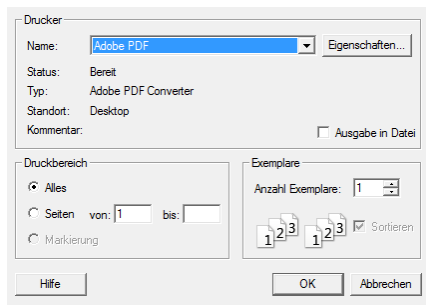 Drucker
Name: Adobe PDF Eigenschaften...
Status: Bereit
Typ: Adobe PDF Converter
Standort: Desktop
Kommentar: Ausgabe in Datei
Druckbereich
Alles
Seiten von: 1 bis:
Markierung
Exemplare
Anzahl Exemplare: 1
1 2 3 1 2 3 Sortieren
Hilfe OK Abbrechen